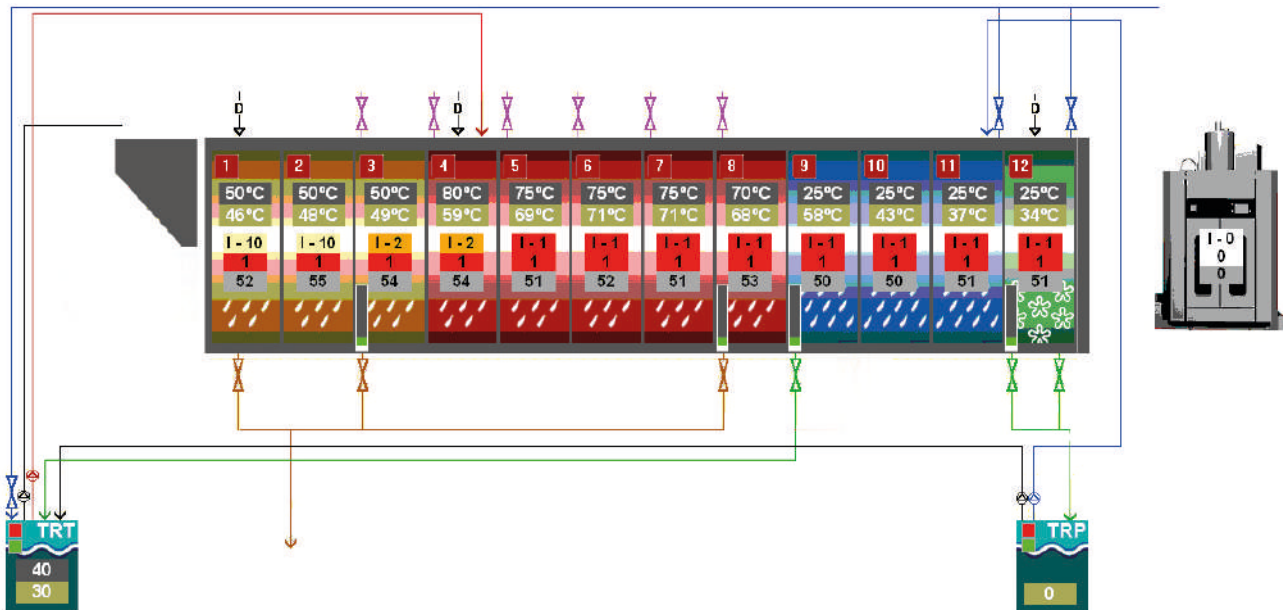 D D D
1 2 3 4 5 6 7 8 9 10 11 12
50°C 50°C 50°C 80°C 75°C 75°C 75°C 70°C 25°C 25°C 25°C 25°C
46°C 48°C 49°C 59°C 69°C 71°C 71°C 68°C 58°C 43°C 37°C 34°C
I - 10 I - 10 I - 2 I - 2 I - 1 I - 1 I - 1 I - 1 I - 1 I - 1 I - 1 I - 1 I - 0
1 1 1 1 1 1 1 1 1 1 1 1 0
52 55 54 54 51 52 51 53 50 50 51 51 0
TRT TRP
40
30 0